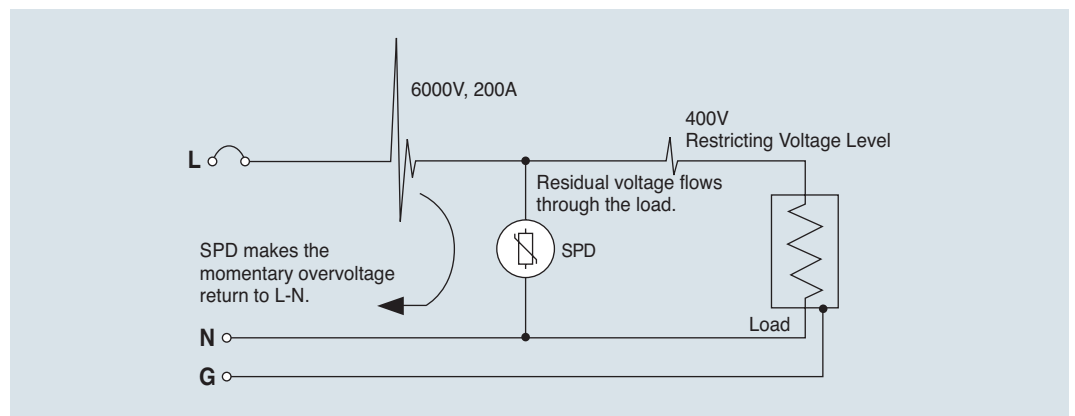 6000V, 200A
400V
Restricting Voltage Level
L
Residual voltage flows
through the load.
SPD makes the
momentary overvoltage
return to L-N.
SPD
Load
N
G